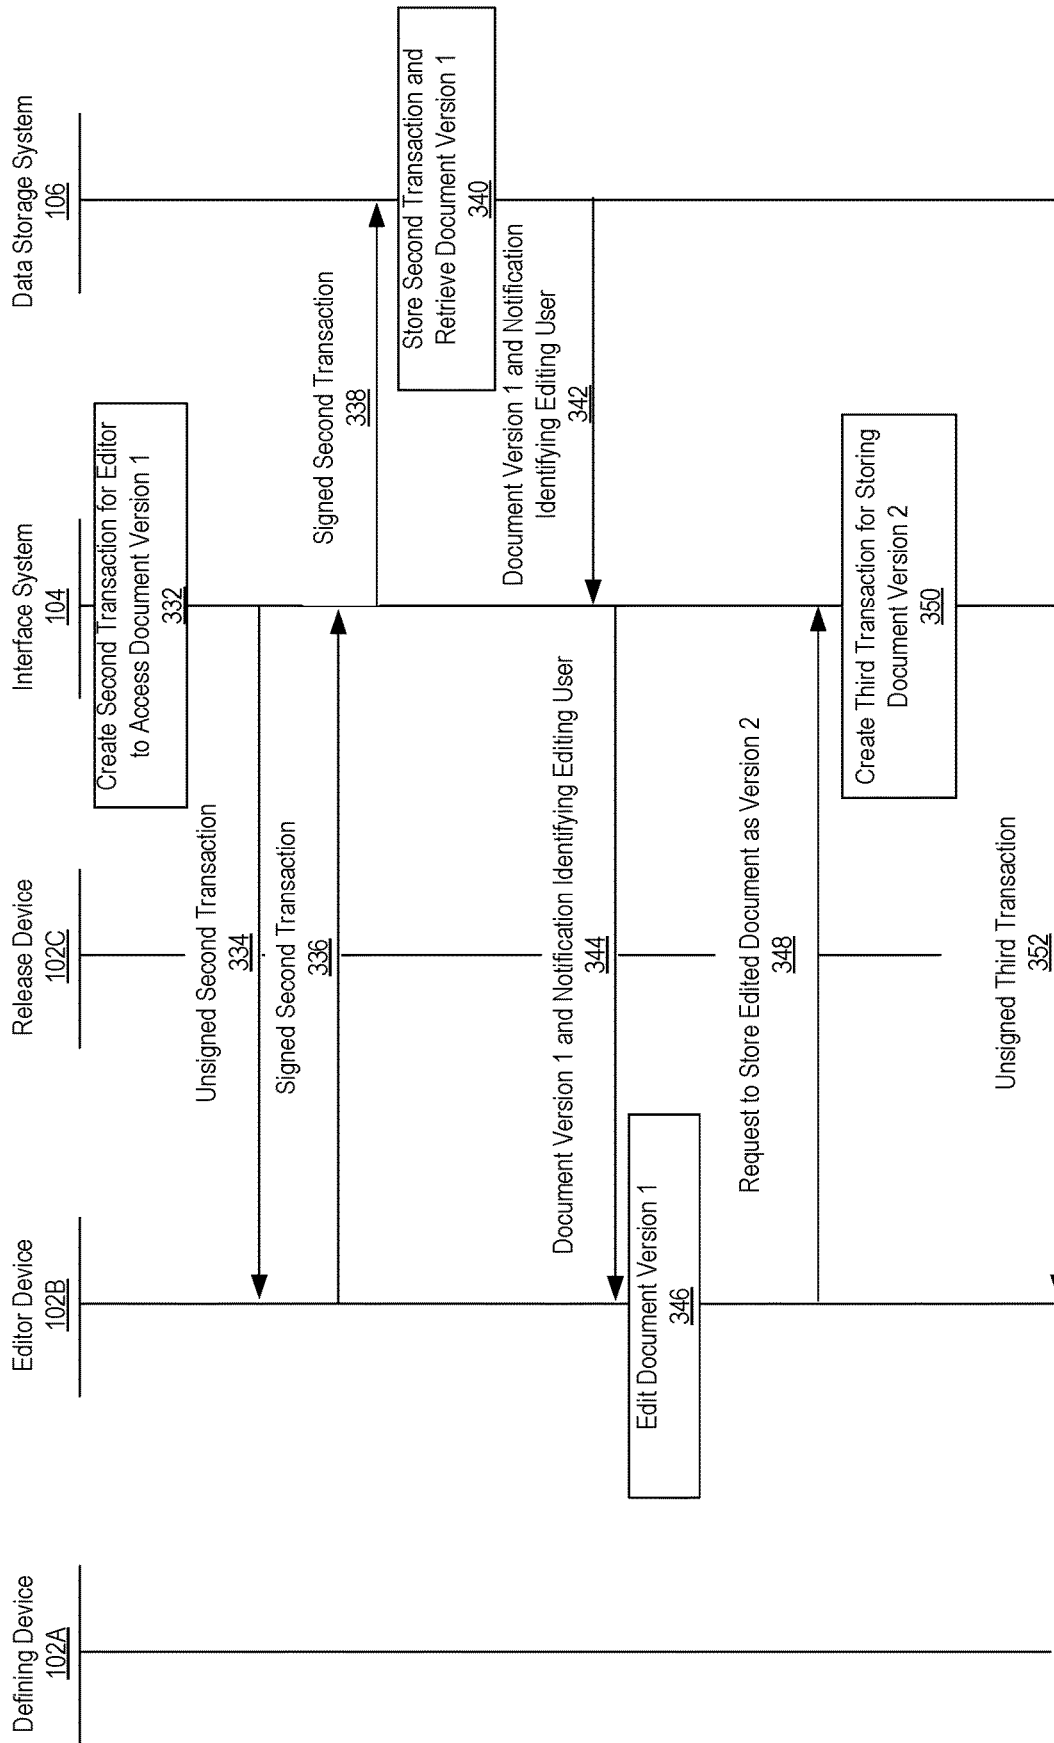 Defining Device
102A
Editor Device
102B
Release Device
102C
Interface System
104
Data Storage System
106
Create Second Transaction for Editor
to Access Document Version 1
332
Unsigned Second Transaction
334
Signed Second Transaction
336
Signed Second Transaction
338
Store Second Transaction and
Retrieve Document Version 1
340
Document Version 1 and Notification
Identifying Editing User
342
Document Version 1 and Notification Identifying Editing User
344
Edit Document Version 1
346
Request to Store Edited Document as Version 2
348
Create Third Transaction for Storing
Document Version 2
350
Unsigned Third Transaction
352